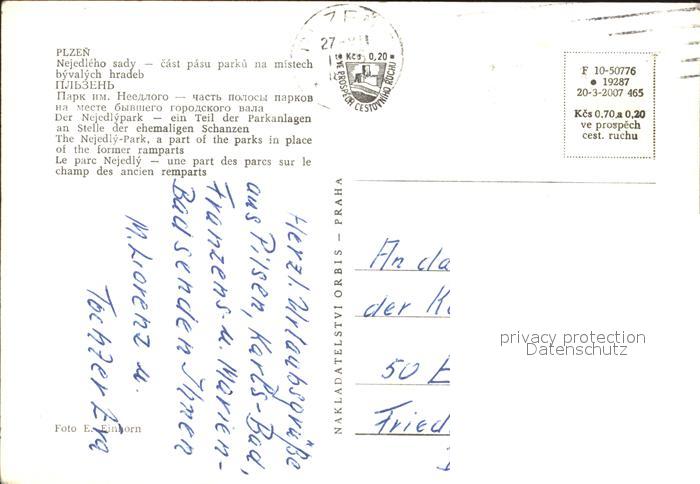 PLZEŇ
Nejedlého sady — část pásu parků na místech
bývalých hradeb
ПЛЬЗЕНЬ
Парк им. Неедлого — часть полосы парков
на месте бывшего городского вала
Der Nejedlýpark — ein Teil der Parkanlagen
an Stelle der ehemaligen Schanzen
The Nejedlý-Park, a part of the parks in place
of the former ramparts
Le parc Nejedlý — une part des parcs sur le
champ des ancien remparts
27
Kčs 0,20
VE PROSPĚCH CESTOVNÍHO RUCHU
F 10-50776
● 19287
20-3-2007 465
Kčs 0,70 a 0,20
ve prospěch
cest. ruchu
Herzl. Urlaubsgrüße
aus Pilsen, Karls-Bad,
Franzens- u. Marien-
Bad senden Ihnen
M. Lorenz u.
Tochter
Foto E. Einhorn
NAKLADATELSTVI ORBIS — PRAHA
An da
der K
50 E
Fried
privacy protection
Datenschutz